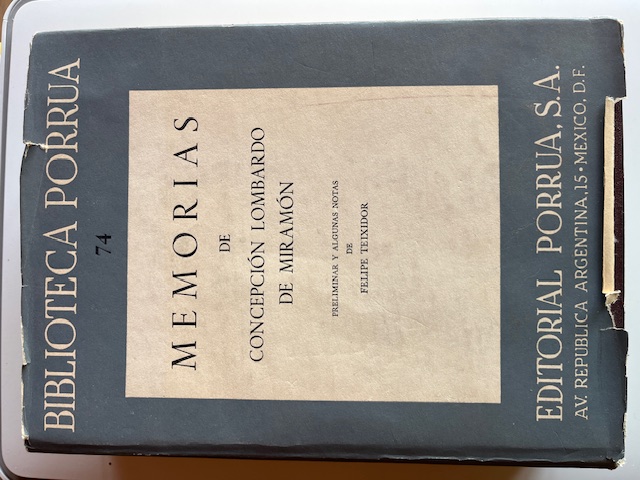 BIBLIOTECA PORRUA
74
MEMORIAS
DE
CONCEPCIÓN LOMBARDO
DE MIRAMÓN
PRELIMINAR Y ALGUNAS NOTAS
DE
FELIPE TEIXIDOR
EDITORIAL PORRUA, S. A.
AV. REPUBLICA ARGENTINA, 15 • MEXICO, D. F.